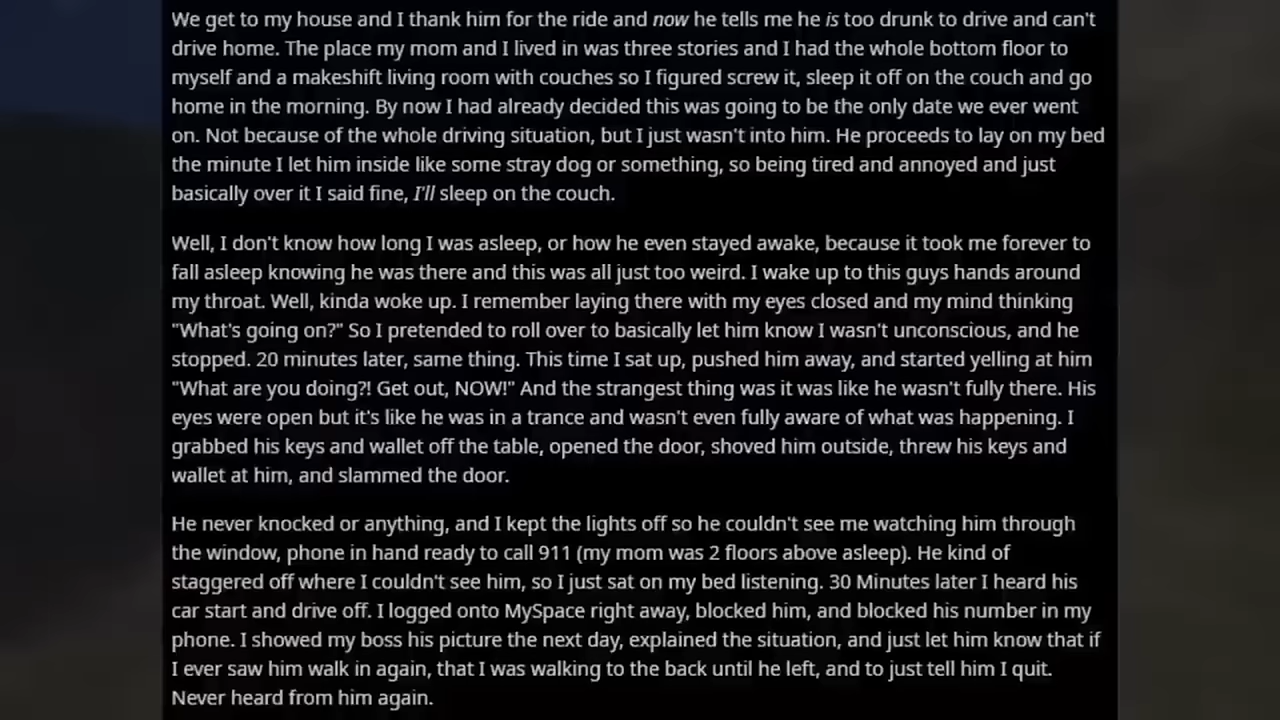 We get to my house and I thank him for the ride and now he tells me he is too drunk to drive and can't
drive home. The place my mom and I lived in was three stories and I had the whole bottom floor to
myself and a makeshift living room with couches so I figured screw it, sleep it off on the couch and go
home in the morning. By now I had already decided this was going to be the only date we ever went
on. Not because of the whole driving situation, but I just wasn't into him. He proceeds to lay on my bed
the minute I let him inside like some stray dog or something, so being tired and annoyed and just
basically over it I said fine, I'll sleep on the couch.
Well, I don't know how long I was asleep, or how he even stayed awake, because it took me forever to
fall asleep knowing he was there and this was all just too weird. I wake up to this guys hands around
my throat. Well, kinda woke up. I remember laying there with my eyes closed and my mind thinking
"What's going on?" So I pretended to roll over to basically let him know I wasn't unconscious, and he
stopped. 20 minutes later, same thing. This time I sat up, pushed him away, and started yelling at him
"What are you doing?! Get out, NOW!" And the strangest thing was it was like he wasn't fully there. His
eyes were open but it's like he was in a trance and wasn't even fully aware of what was happening. I
grabbed his keys and wallet off the table, opened the door, shoved him outside, threw his keys and
wallet at him, and slammed the door.
He never knocked or anything, and I kept the lights off so he couldn't see me watching him through
the window, phone in hand ready to call 911 (my mom was 2 floors above asleep). He kind of
staggered off where I couldn't see him, so I just sat on my bed listening. 30 Minutes later I heard his
car start and drive off. I logged onto MySpace right away, blocked him, and blocked his number in my
phone. I showed my boss his picture the next day, explained the situation, and just let him know that if
I ever saw him walk in again, that I was walking to the back until he left, and to just tell him I quit.
Never heard from him again.